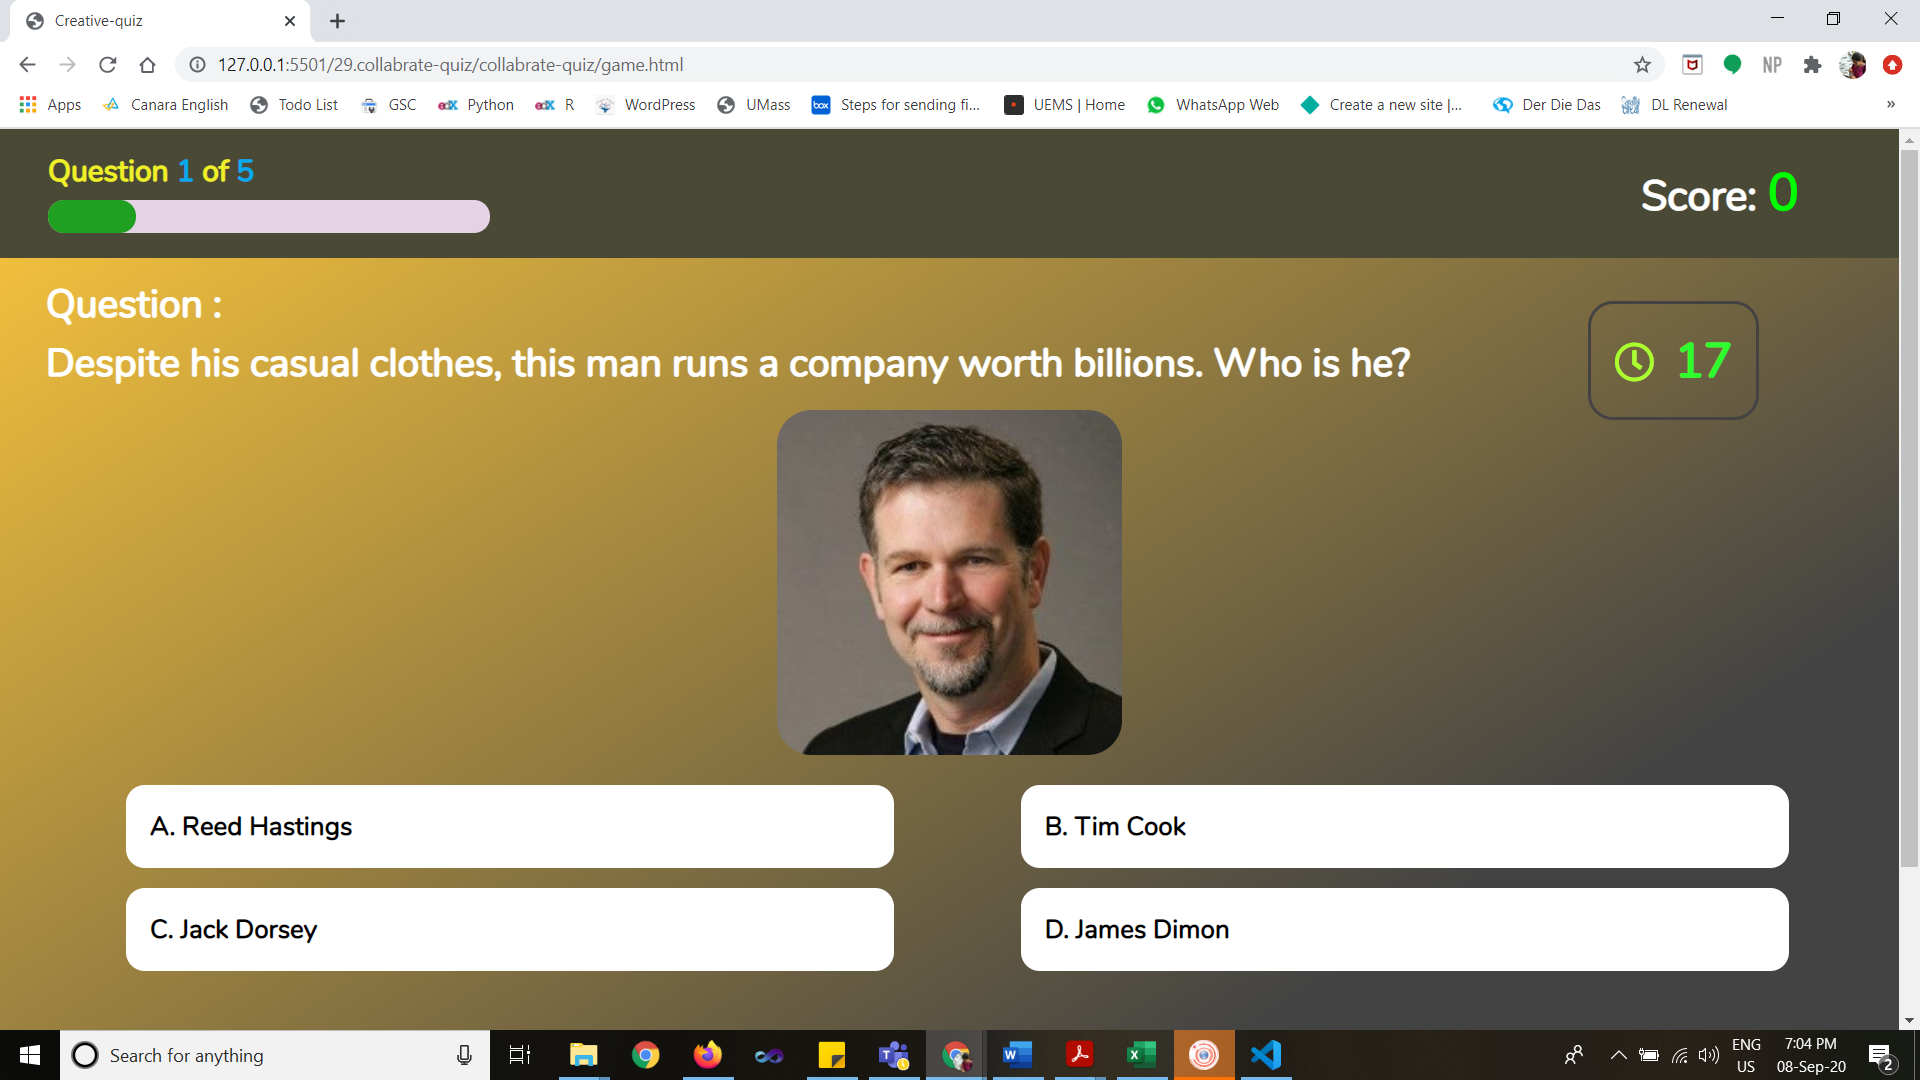 Creative-quiz
127.0.0.1:5501/29.collabrate-quiz/collabrate-quiz/game.html
NP
Apps Canara English Todo List GSC edX Python edX R WordPress UMass box Steps for sending fi... UEMS | Home WhatsApp Web Create a new site |... Der Die Das DL Renewal »
Question 1 of 5
Score: 0
Question :
Despite his casual clothes, this man runs a company worth billions. Who is he?
17
A. Reed Hastings
B. Tim Cook
C. Jack Dorsey
D. James Dimon
Search for anything
ENG
US
7:04 PM
08-Sep-20
2